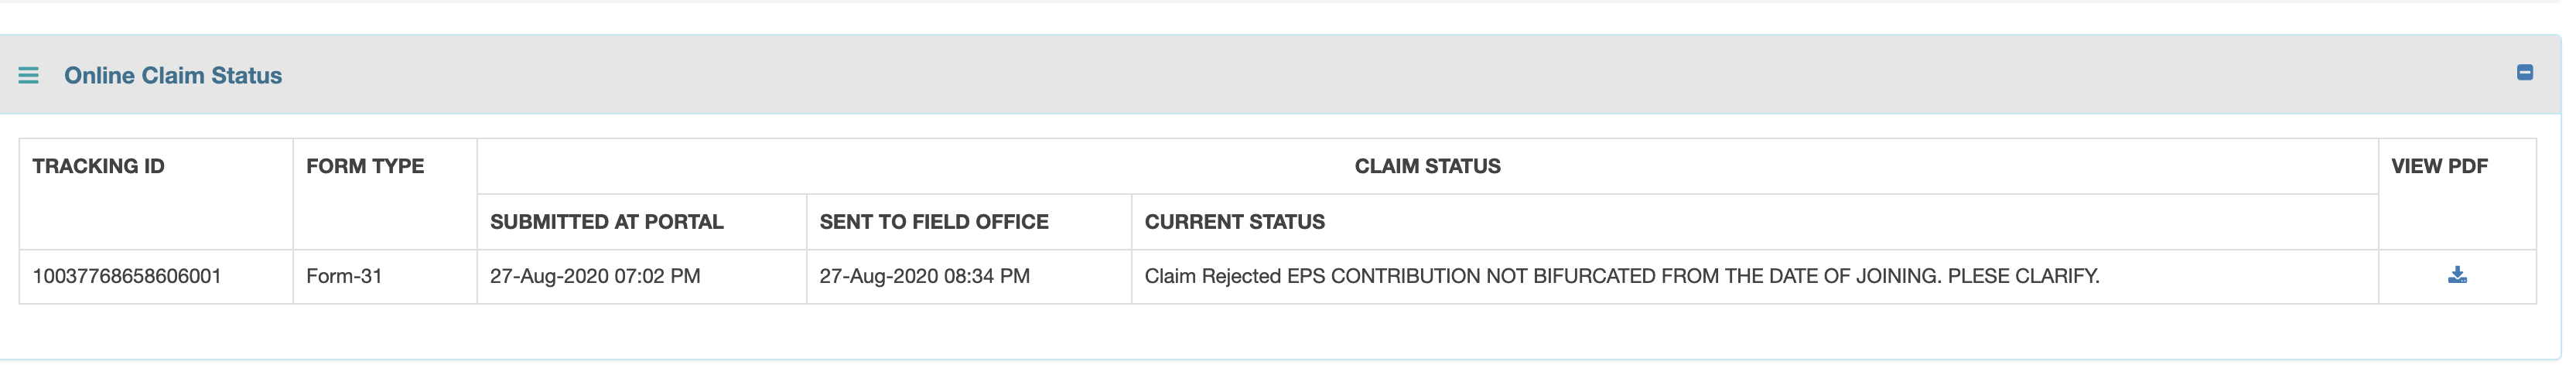 Online Claim Status
TRACKING ID FORM TYPE CLAIM STATUS VIEW PDF
SUBMITTED AT PORTAL SENT TO FIELD OFFICE CURRENT STATUS
10037768658606001 Form-31 27-Aug-2020 07:02 PM 27-Aug-2020 08:34 PM Claim Rejected EPS CONTRIBUTION NOT BIFURCATED FROM THE DATE OF JOINING. PLESE CLARIFY.